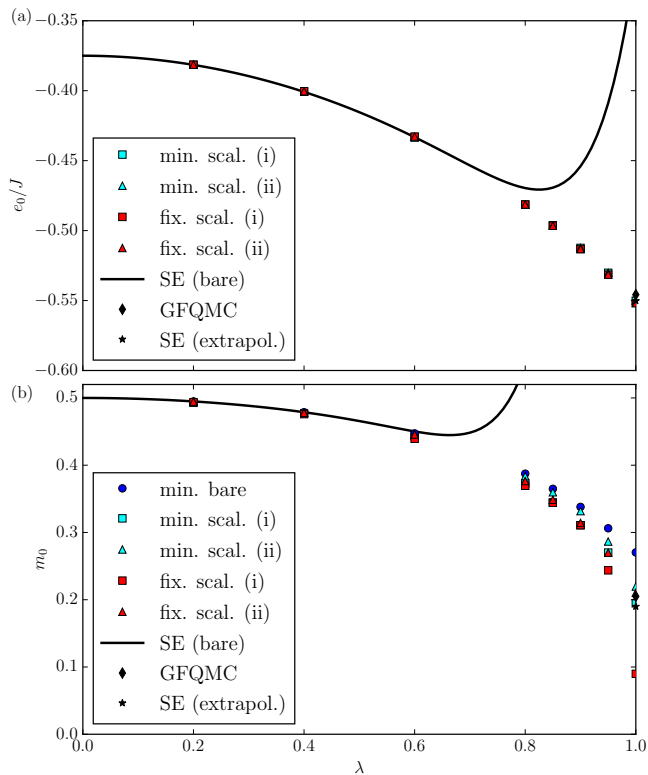 (a)
−0.35
−0.40
−0.45
−0.50
−0.55
−0.60
e₀/J
min. scal. (i)
min. scal. (ii)
fix. scal. (i)
fix. scal. (ii)
SE (bare)
GFQMC
SE (extrapol.)
(b)
0.5
0.4
0.3
0.2
0.1
0.0
m₀
min. bare
min. scal. (i)
min. scal. (ii)
fix. scal. (i)
fix. scal. (ii)
SE (bare)
GFQMC
SE (extrapol.)
0.0 0.2 0.4 0.6 0.8 1.0
λ